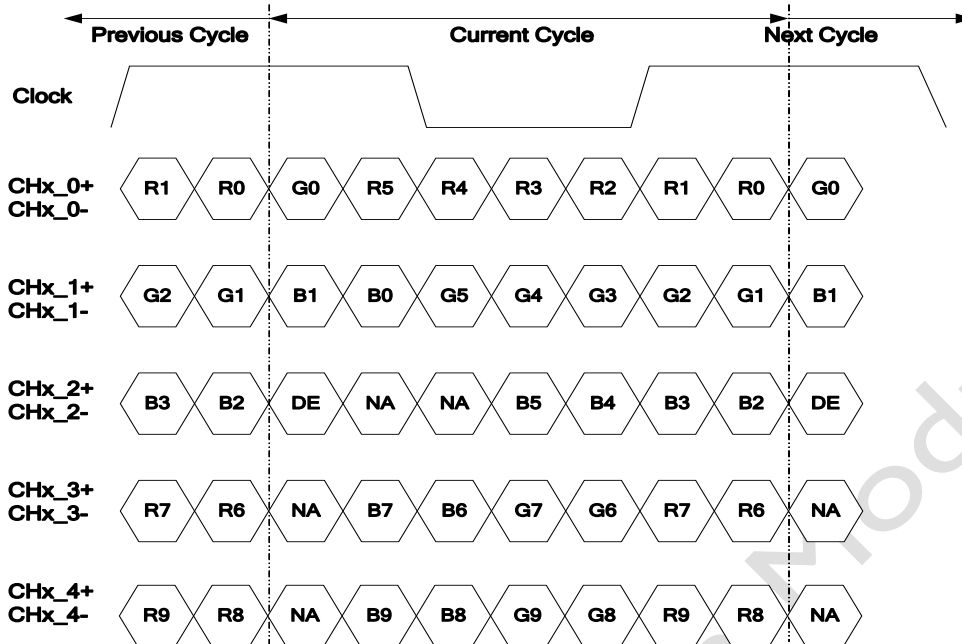 Previous Cycle Current Cycle Next Cycle
Clock
CHx_0+
CHx_0-
R1 R0 G0 R5 R4 R3 R2 R1 R0 G0
CHx_1+
CHx_1-
G2 G1 B1 B0 G5 G4 G3 G2 G1 B1
CHx_2+
CHx_2-
B3 B2 DE NA NA B5 B4 B3 B2 DE
CHx_3+
CHx_3-
R7 R6 NA B7 B6 G7 G6 R7 R6 NA
CHx_4+
CHx_4-
R9 R8 NA B9 B8 G9 G8 R9 R8 NA